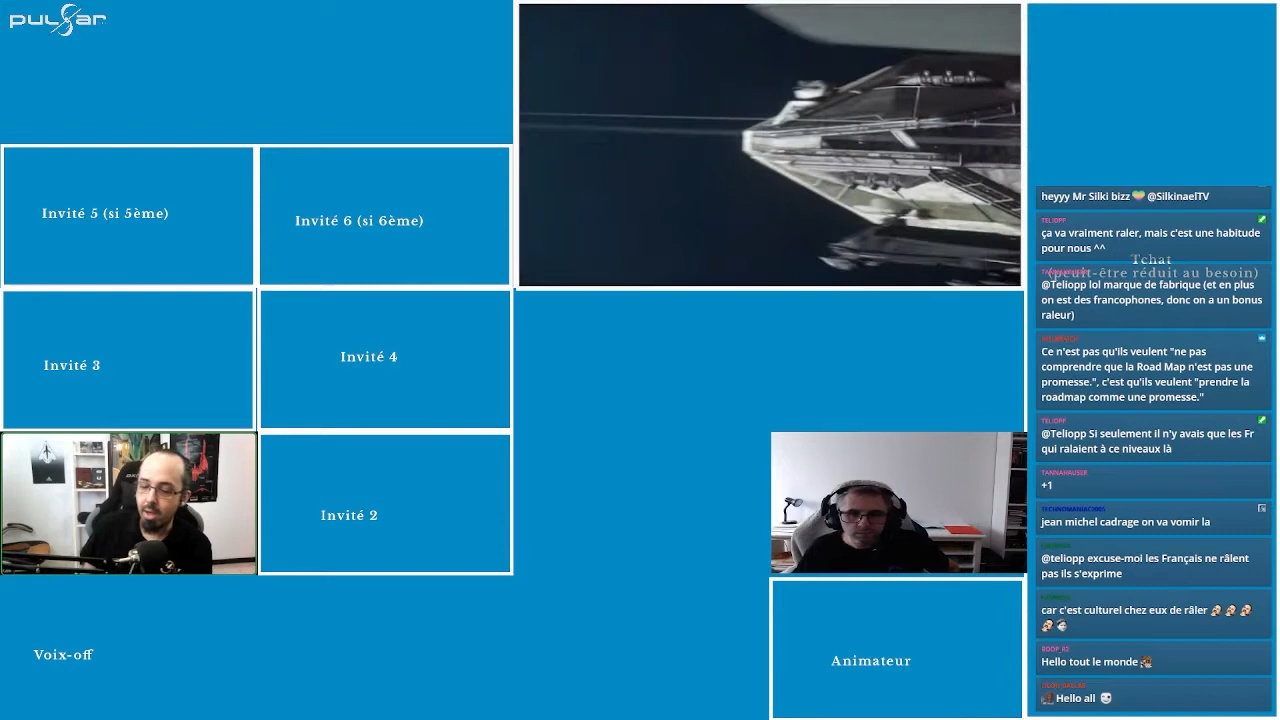 pulsar
Invité 5 (si 5ème)
Invité 6 (si 6ème)
Invité 3
Invité 4
Invité 2
Voix-off
Animateur
Tchat
(peut-être réduit au besoin)
heyyy Mr Silki bizz @SilkinaelTV
TELIOPP
ça va vraiment raler, mais c'est une habitude
pour nous ^^
@Teliopp lol marque de fabrique (et en plus
on est des francophones, donc on a un bonus
raleur)
Ce n'est pas qu'ils veulent "ne pas
comprendre que la Road Map n'est pas une
promesse.", c'est qu'ils veulent "prendre la
roadmap comme une promesse."
TELIOPP
@Teliopp Si seulement il n'y avais que les Fr
qui ralaient à ce niveaux là
TANNAHAUSER
+1
TECHNOMANIAC2005
jean michel cadrage on va vomir la
@teliopp excuse-moi les Français ne râlent
pas ils s'exprime
car c'est culturel chez eux de râler
Hello tout le monde
Hello all